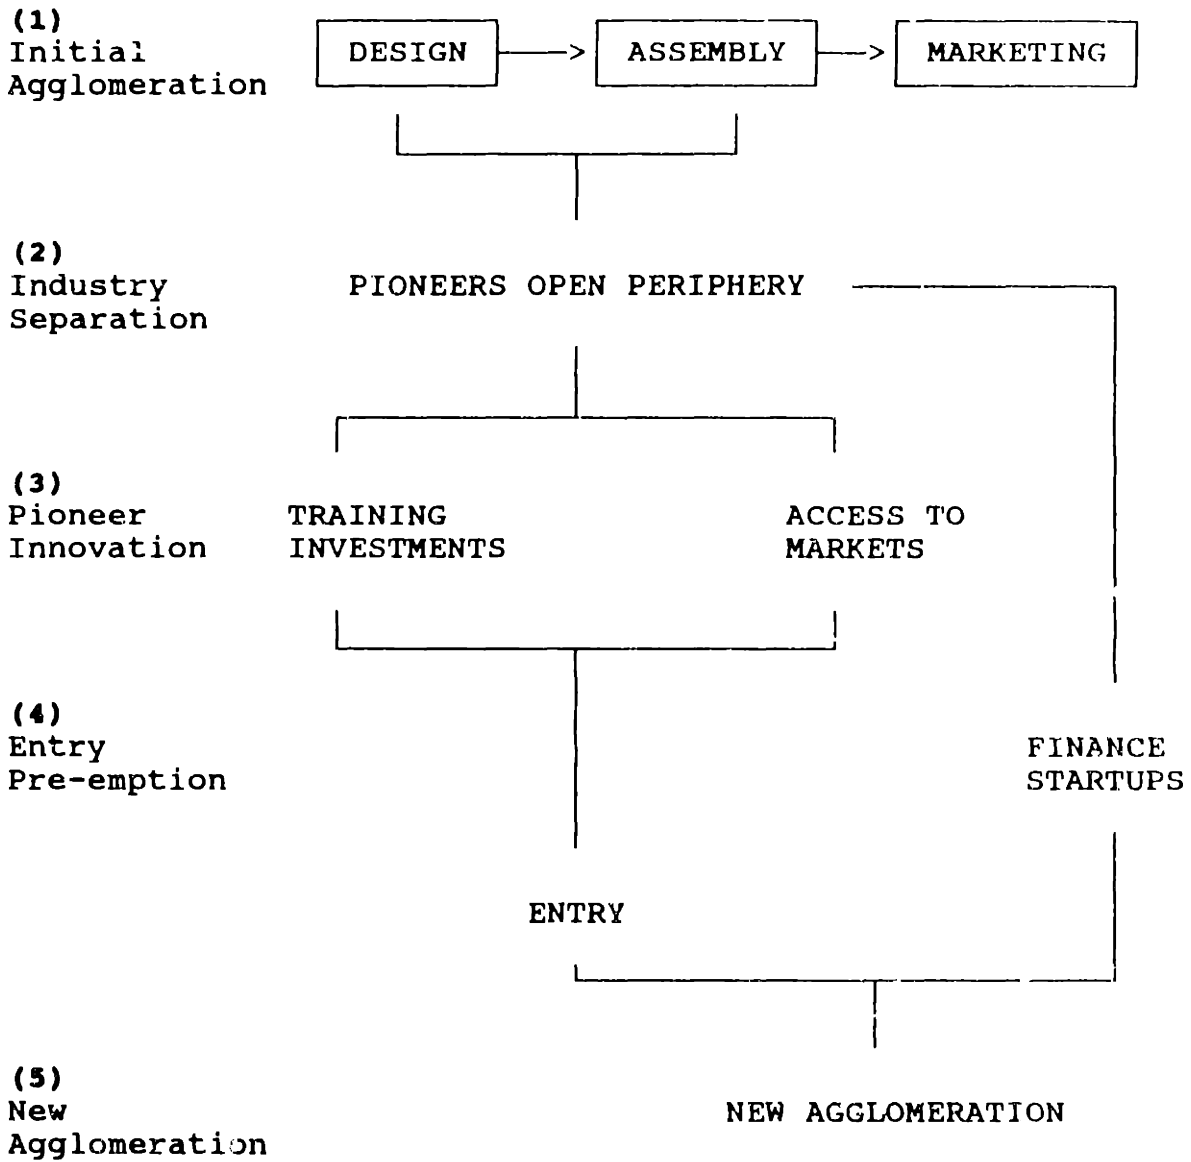 (1)
Initial
Agglomeration
DESIGN
ASSEMBLY
MARKETING
(2)
Industry
Separation
PIONEERS OPEN PERIPHERY
(3)
Pioneer
Innovation
TRAINING
INVESTMENTS
ACCESS TO
MARKETS
(4)
Entry
Pre-emption
FINANCE
STARTUPS
ENTRY
(5)
New
Agglomeration
NEW AGGLOMERATION